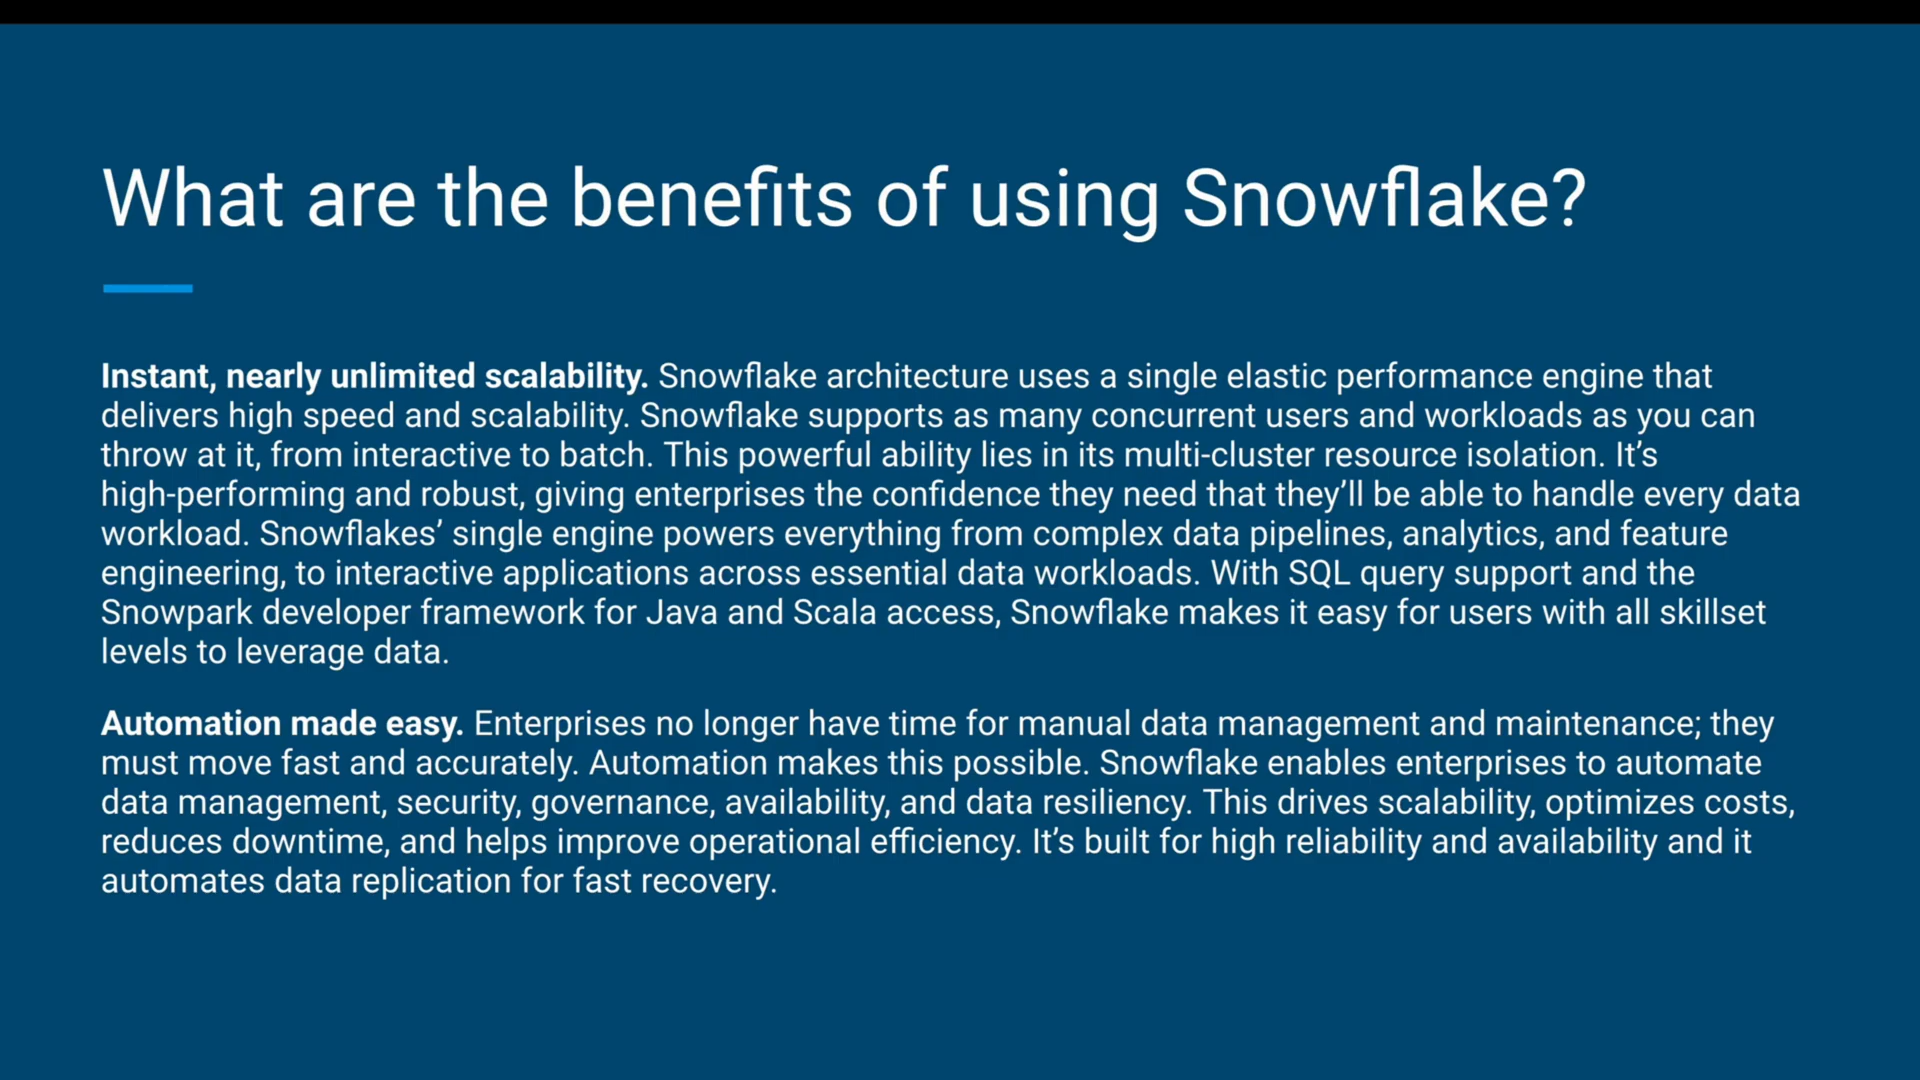 What are the benefits of using Snowflake?
Instant, nearly unlimited scalability. Snowflake architecture uses a single elastic performance engine that
delivers high speed and scalability. Snowflake supports as many concurrent users and workloads as you can
throw at it, from interactive to batch. This powerful ability lies in its multi-cluster resource isolation. It’s
high-performing and robust, giving enterprises the confidence they need that they’ll be able to handle every data
workload. Snowflakes’ single engine powers everything from complex data pipelines, analytics, and feature
engineering, to interactive applications across essential data workloads. With SQL query support and the
Snowpark developer framework for Java and Scala access, Snowflake makes it easy for users with all skillset
levels to leverage data.
Automation made easy. Enterprises no longer have time for manual data management and maintenance; they
must move fast and accurately. Automation makes this possible. Snowflake enables enterprises to automate
data management, security, governance, availability, and data resiliency. This drives scalability, optimizes costs,
reduces downtime, and helps improve operational efficiency. It’s built for high reliability and availability and it
automates data replication for fast recovery.